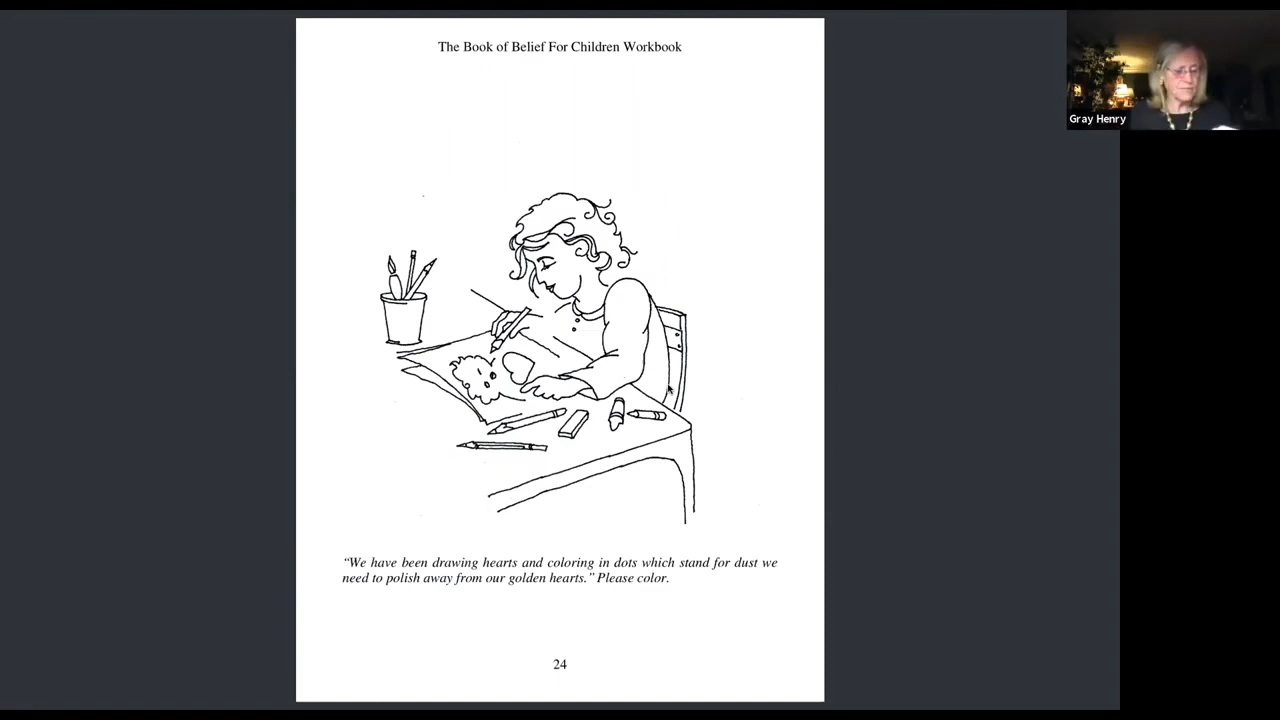 The Book of Belief For Children Workbook
Gray Henry
“We have been drawing hearts and coloring in dots which stand for dust we
need to polish away from our golden hearts.” Please color.
24